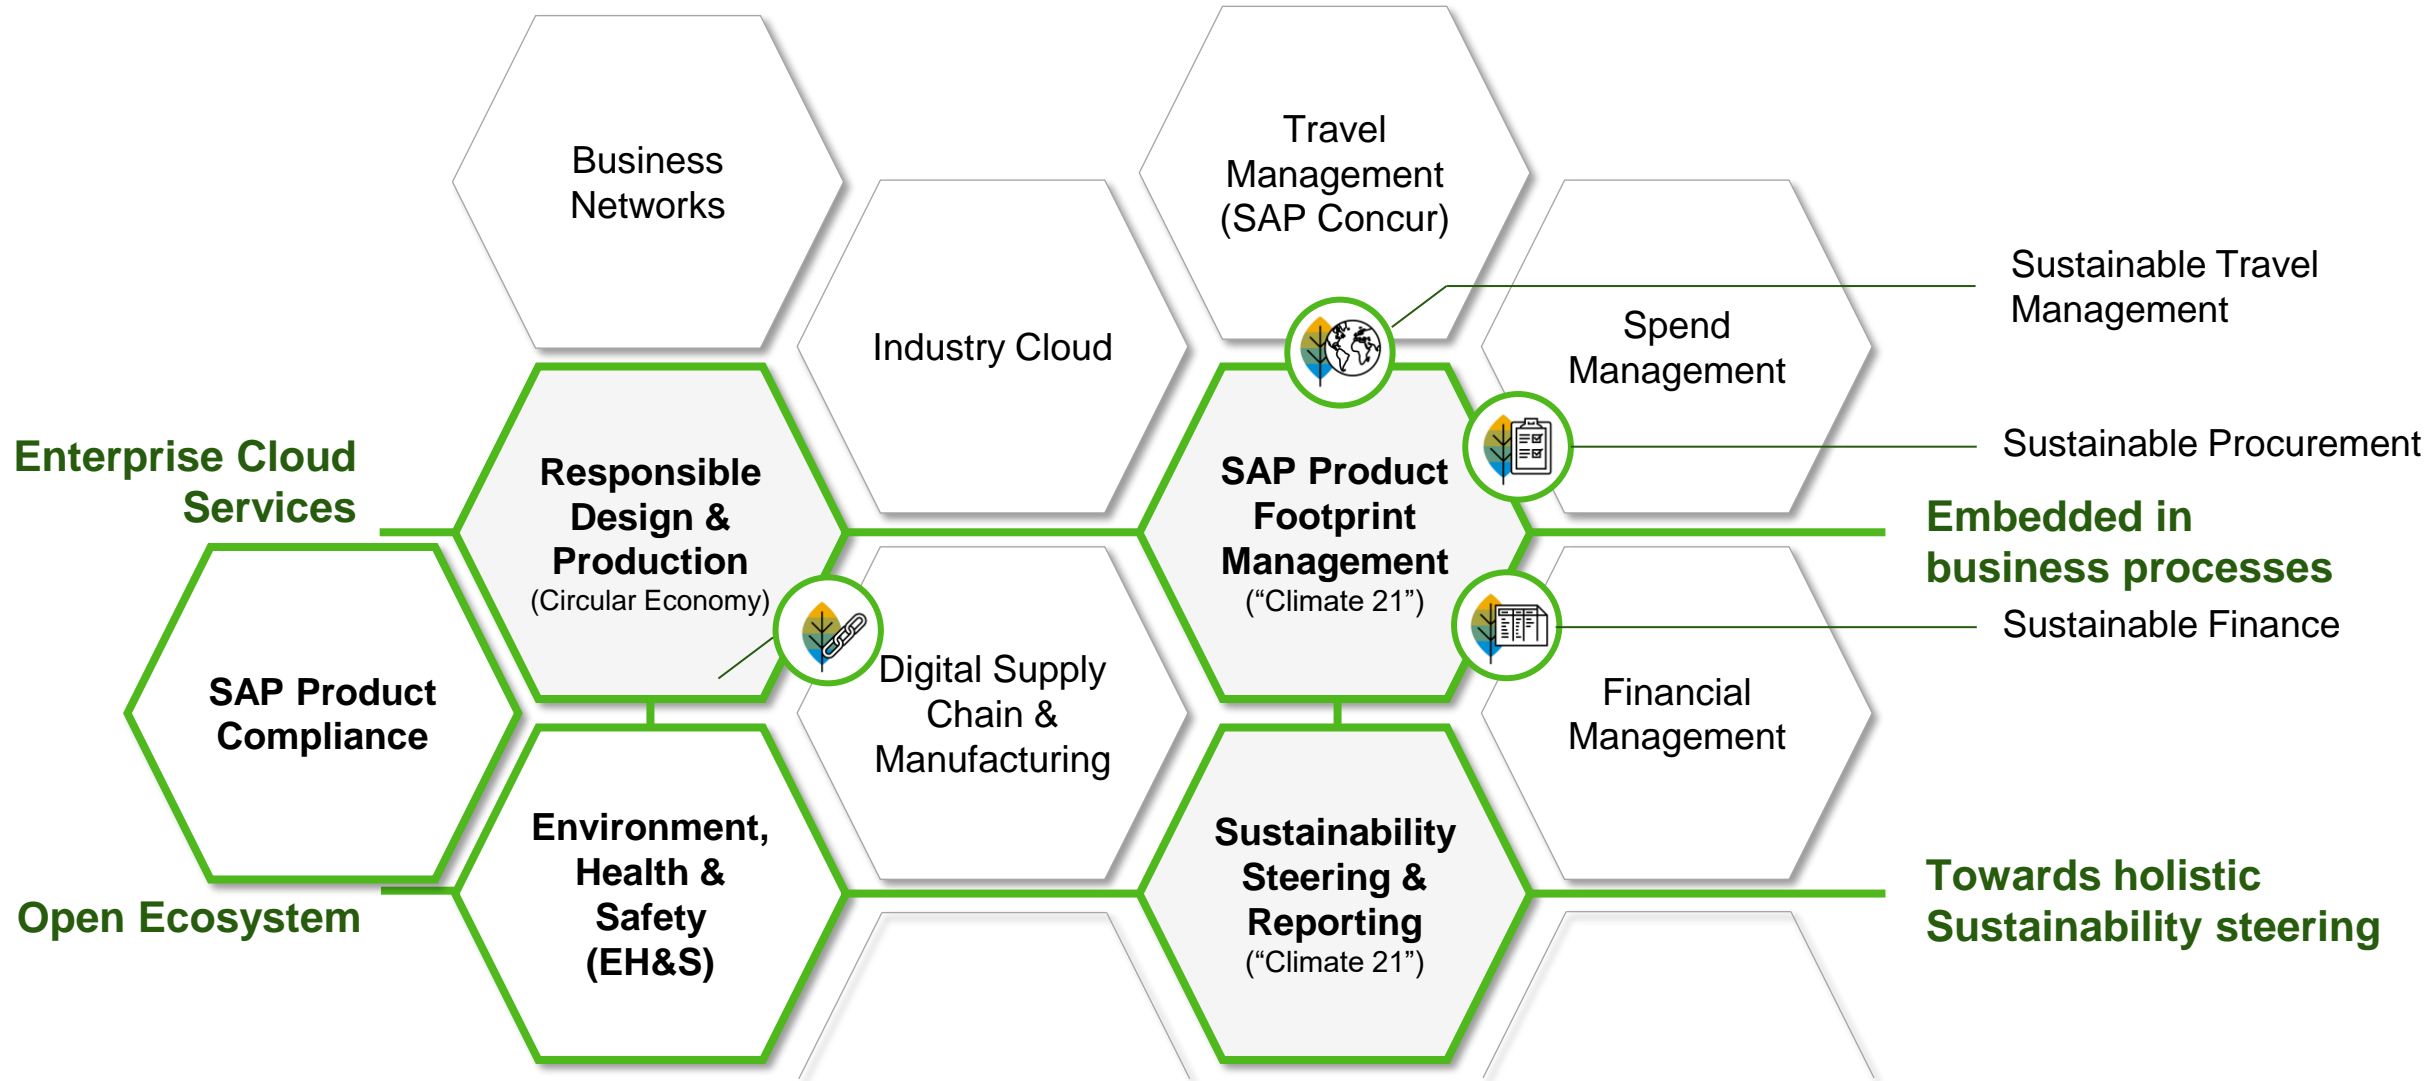 Business
Networks
Travel
Management
(SAP Concur)
Industry Cloud
Spend
Management
Sustainable Travel
Management
Enterprise Cloud
Services
Responsible
Design &
Production
(Circular Economy)
SAP Product
Footprint
Management
(“Climate 21”)
Sustainable Procurement
Embedded in
business processes
Sustainable Finance
SAP Product
Compliance
Digital Supply
Chain &
Manufacturing
Financial
Management
Open Ecosystem
Environment,
Health &
Safety
(EH&S)
Sustainability
Steering &
Reporting
(“Climate 21”)
Towards holistic
Sustainability steering